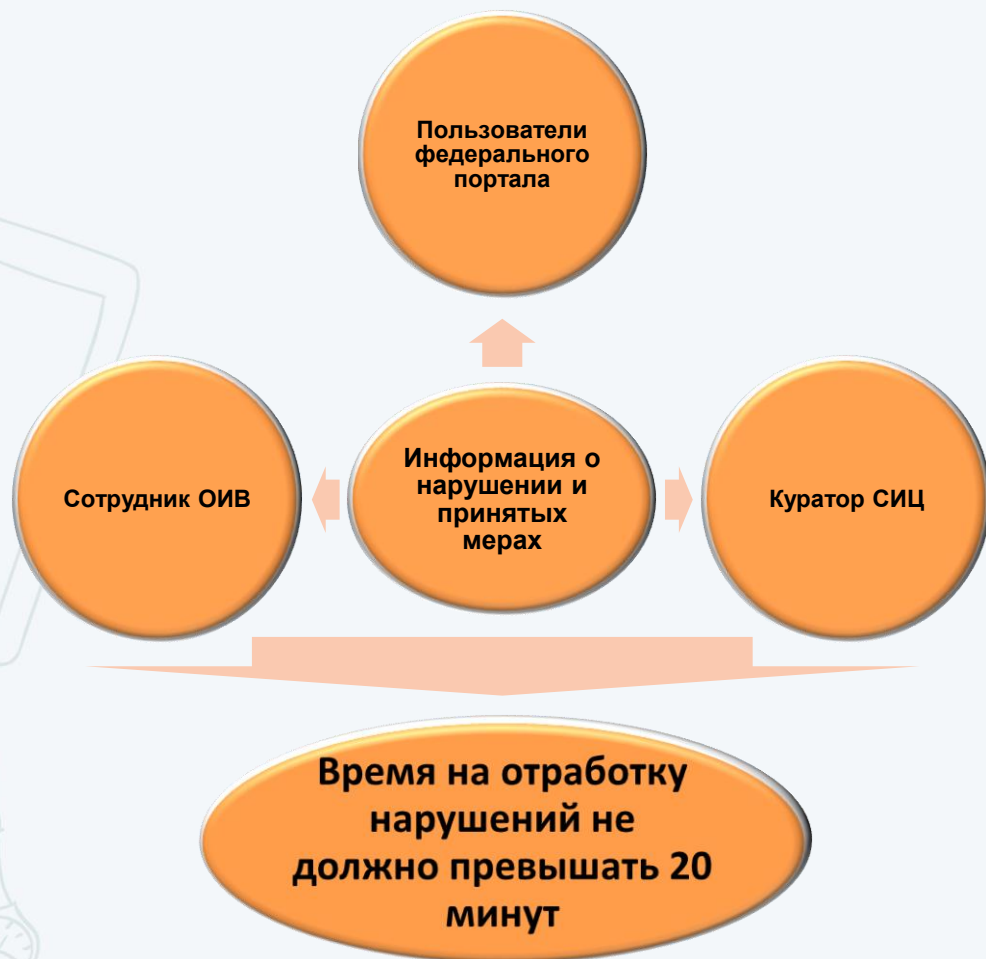 Пользователи
федерального
портала
Сотрудник ОИВ
Информация о
нарушении и
принятых
мерах
Куратор СИЦ
Время на отработку
нарушений не
должно превышать 20
минут